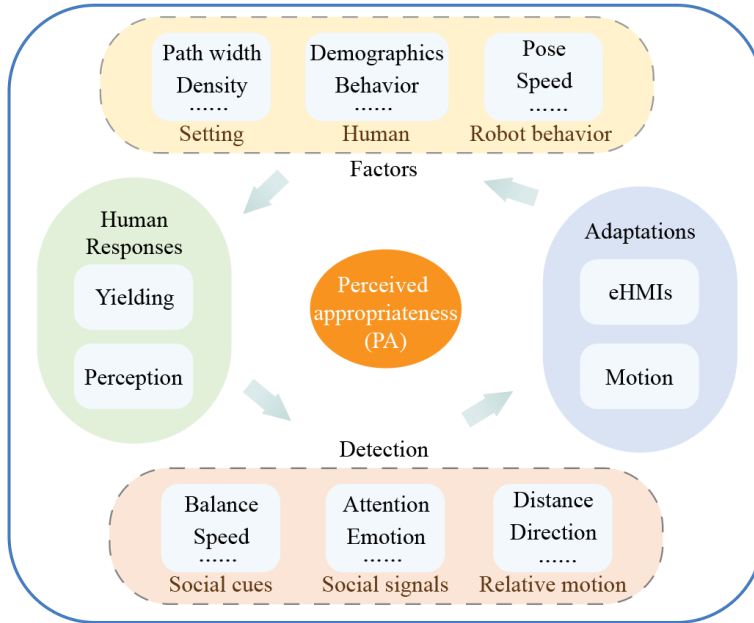 Path width
Density
......
Setting
Demographics
Behavior
......
Human
Pose
Speed
......
Robot behavior
Factors
Human
Responses
Yielding
Perception
Perceived
appropriateness
(PA)
Adaptations
eHMIs
Motion
Detection
Balance
Speed
......
Social cues
Attention
Emotion
......
Social signals
Distance
Direction
......
Relative motion